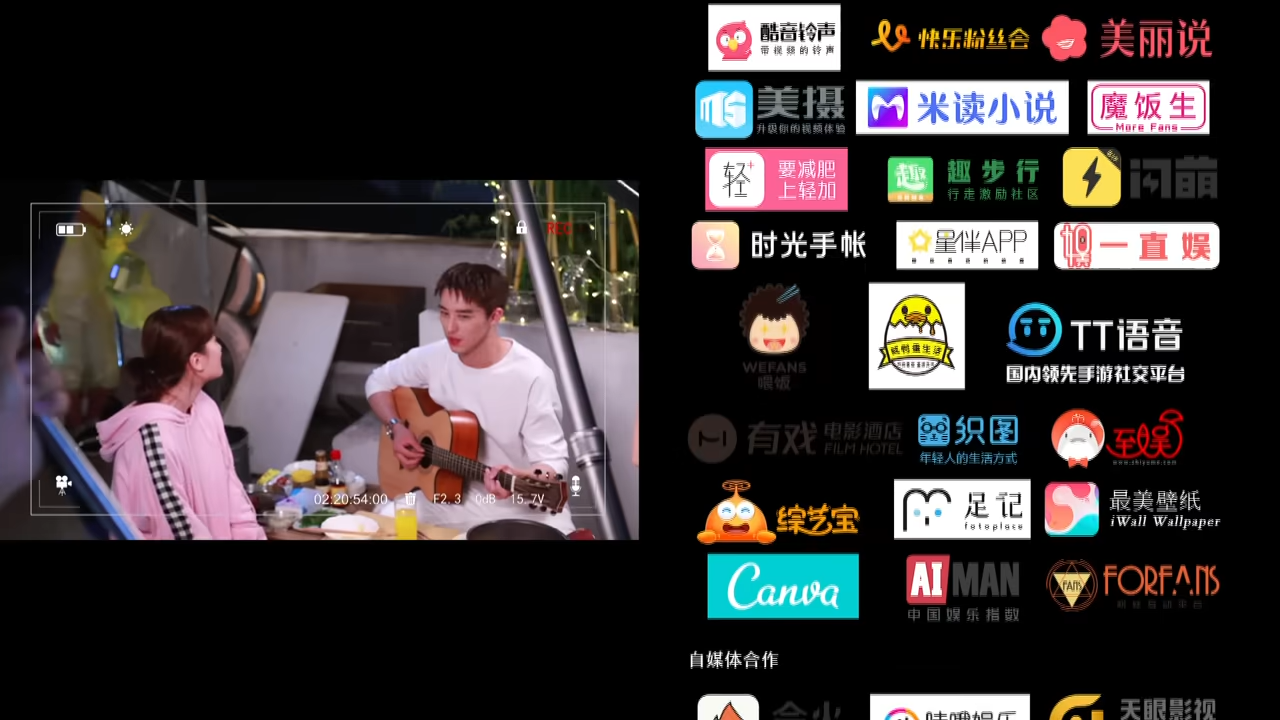 REC
02:20:54:00 F2.3 0dB 15.7V
酷音铃声
带视频的铃声
快乐粉丝会
美丽说
美摄
升级你的视频体验
米读小说
魔饭生
More Fans
轻+
要减肥
上轻加
趣
趣步行
行走激励社区
闪萌
时光手帐
星伴APP
一直娱
WEFANS
喂饭
TT语音
国内领先手游社交平台
有戏 电影酒店
FILM HOTEL
织图
年轻人的生活方式
至娱
www.zhiyumo.com
综艺宝
足记
fotoplace
最美壁纸
iWall Wallpaper
Canva
AI MAN
中国娱乐指数
FANS
FORFANS
自媒体合作
天眼影视